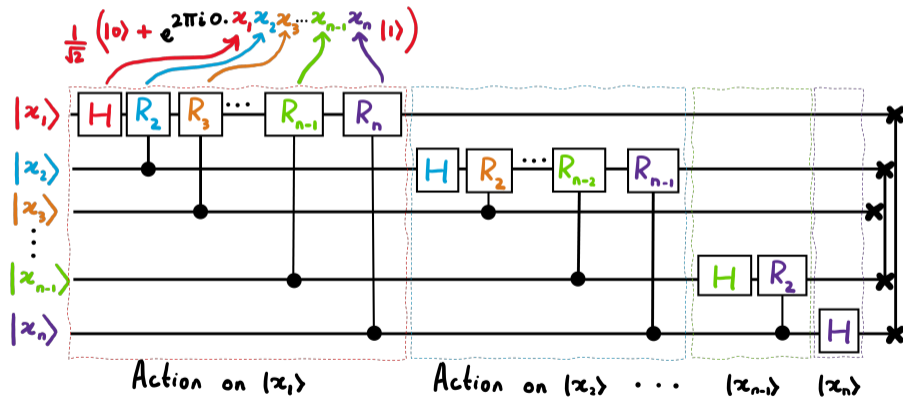 1/√2 (|0⟩ + e^{2πi 0.x₁x₂x₃...xₙ₋₁xₙ}|1⟩)
|x₁⟩ H R₂ R₃ ... Rₙ₋₁ Rₙ
|x₂⟩ H R₂ ... Rₙ₋₂ Rₙ₋₁
|x₃⟩
⋮
|xₙ₋₁⟩ H R₂
|xₙ⟩ H
Action on |x₁⟩ Action on |x₂⟩ .... |xₙ₋₁⟩ |xₙ⟩